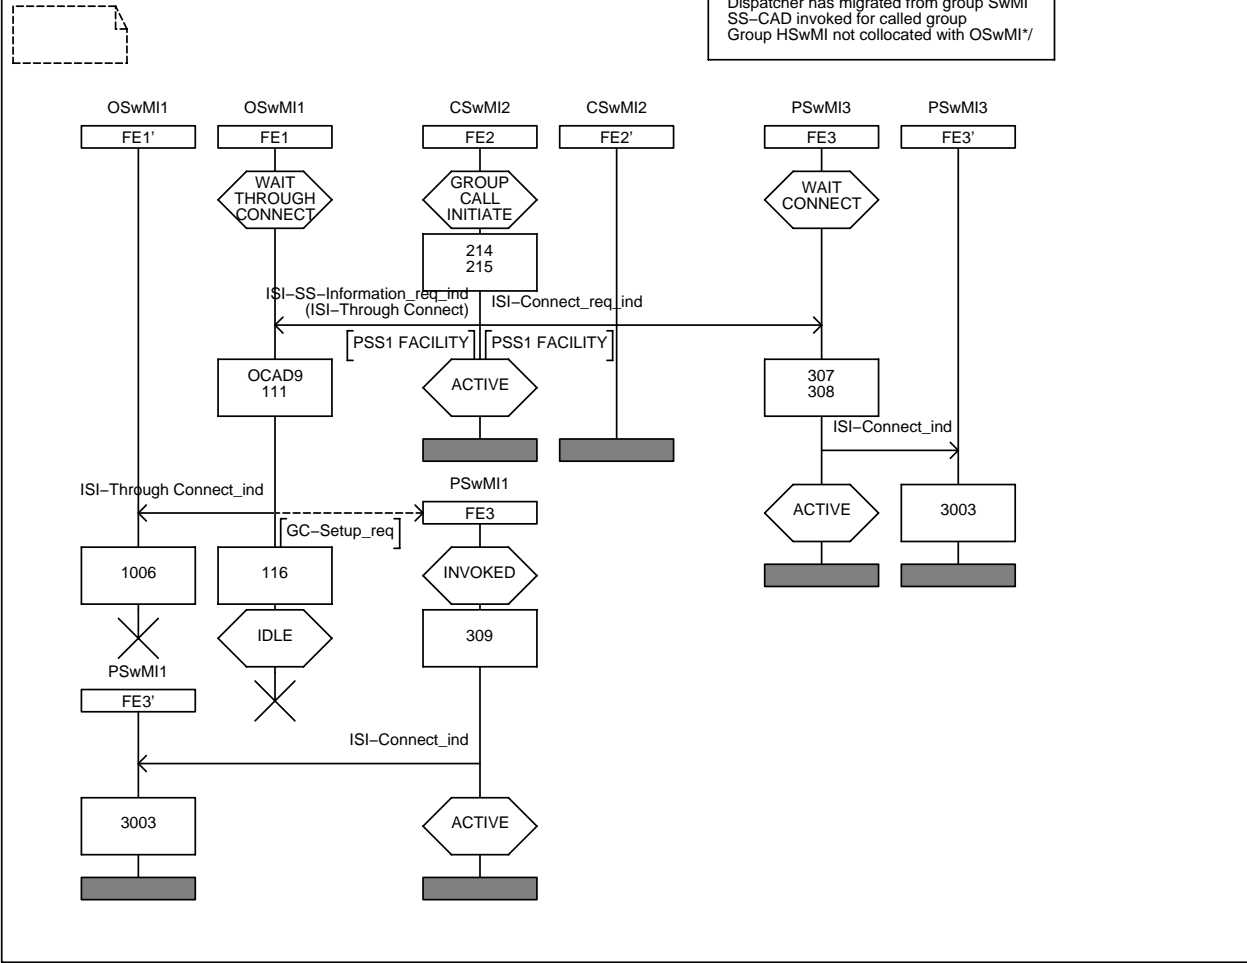 Dispatcher has migrated from group SwMI
SS−CAD invoked for called group
Group HSwMI not collocated with OSwMI*/
OSwMI1
OSwMI1
CSwMI2
CSwMI2
PSwMI3
PSwMI3
FE1'
FE1
FE2
FE2'
FE3
FE3'
WAIT
THROUGH
CONNECT
GROUP
CALL
INITIATE
WAIT
CONNECT
214
215
ISI−SS−Information_req_ind
(ISI−Through Connect)
ISI−Connect_req_ind
PSS1 FACILITY
PSS1 FACILITY
OCAD9
111
ACTIVE
307
308
ISI−Connect_ind
ISI−Through Connect_ind
PSwMI1
FE3
GC−Setup_req
ACTIVE
3003
1006
116
INVOKED
IDLE
309
PSwMI1
FE3'
ISI−Connect_ind
3003
ACTIVE